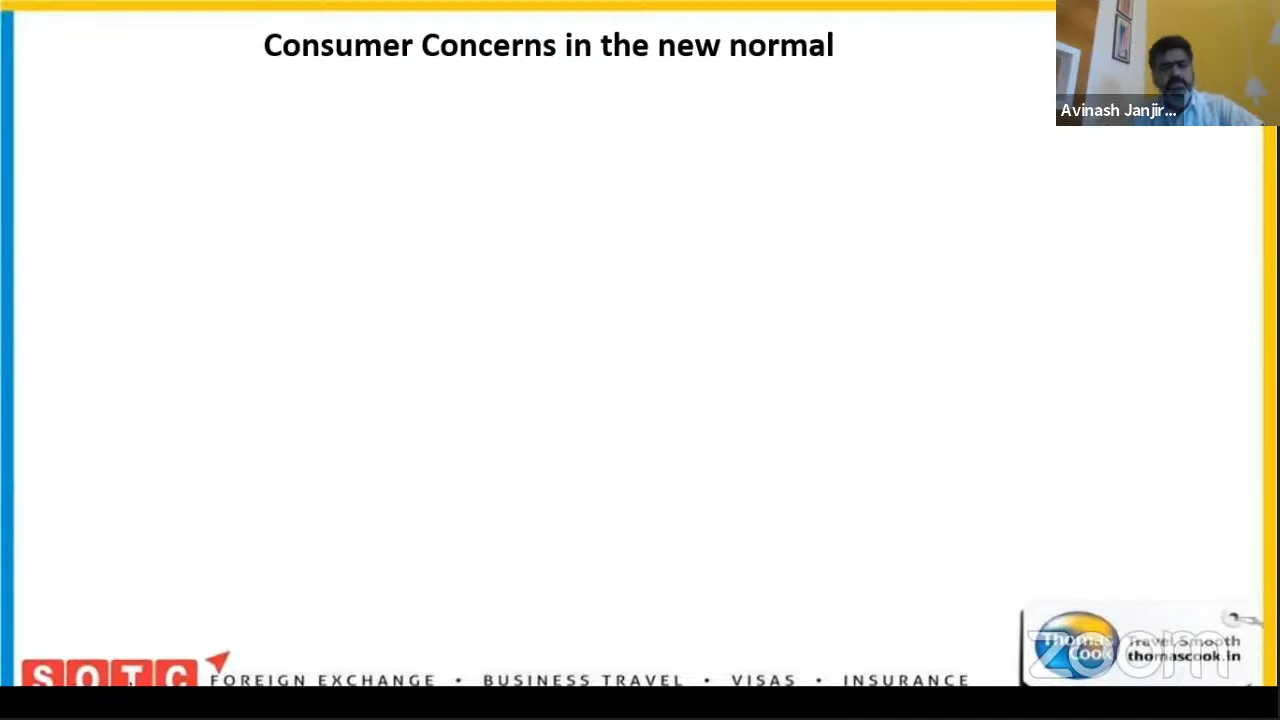 Consumer Concerns in the new normal
Avinash Janjir...
Thomas Cook
Travel Smooth
thomascook.in
zoom
SOTC
FOREIGN EXCHANGE • BUSINESS TRAVEL • VISAS • INSURANCE